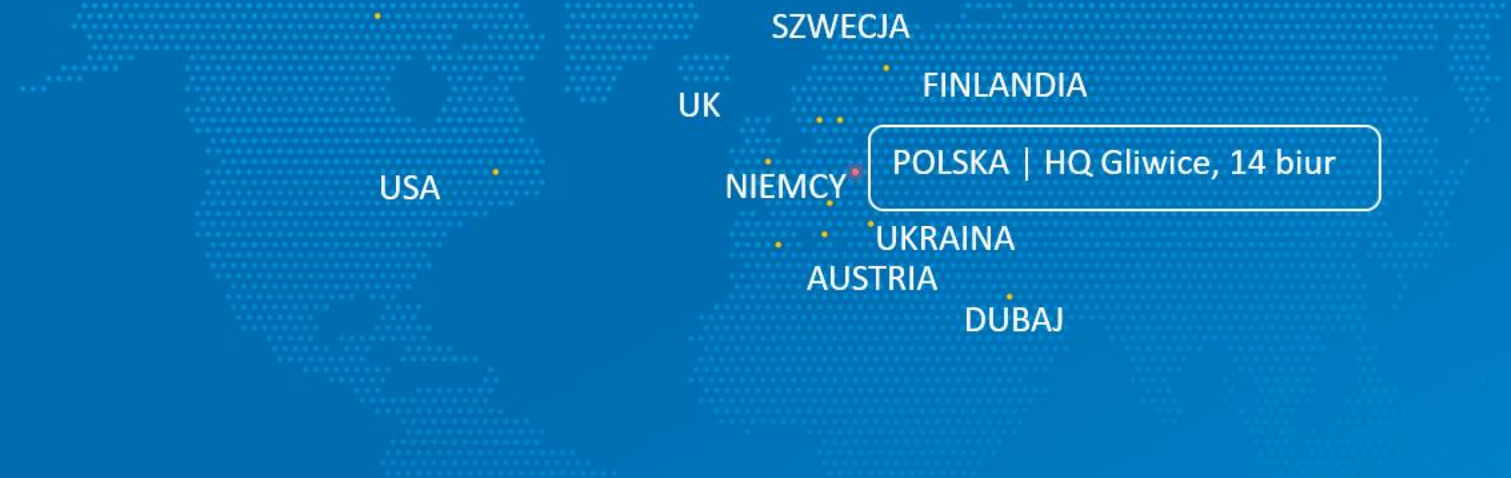 SZWECJA
FINLANDIA
UK
POLSKA | HQ Gliwice, 14 biur
USA
NIEMCY
UKRAINA
AUSTRIA
DUBAJ